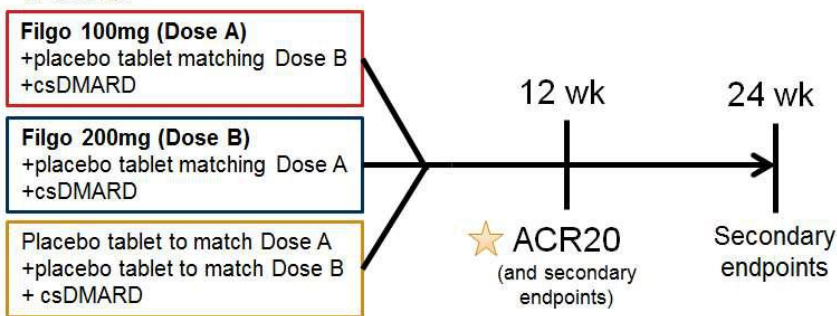 Filgo 100mg (Dose A)
+placebo tablet matching Dose B
+csDMARD
Filgo 200mg (Dose B)
+placebo tablet matching Dose A
+csDMARD
Placebo tablet to match Dose A
+placebo tablet to match Dose B
+ csDMARD
12 wk
24 wk
ACR20
(and secondary
endpoints)
Secondary
endpoints